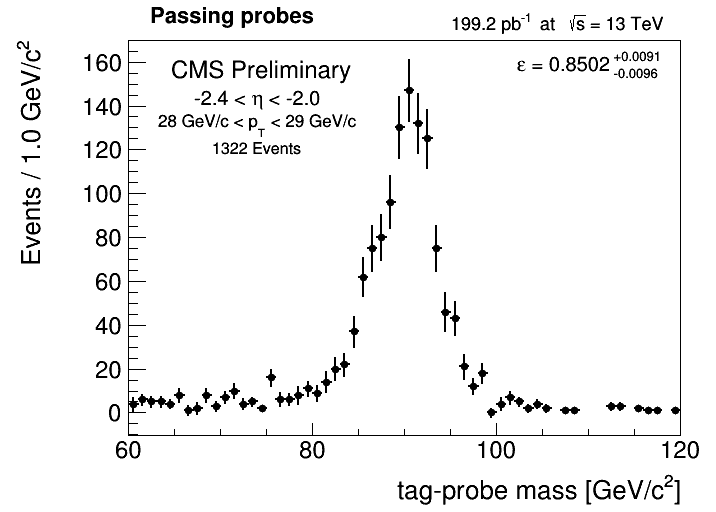 Passing probes
199.2 pb-1 at √s = 13 TeV
CMS Preliminary
-2.4 < η < -2.0
28 GeV/c < pT < 29 GeV/c
1322 Events
ε = 0.8502 +0.0091 -0.0096
Events / 1.0 GeV/c2
160
140
120
100
80
60
40
20
0
60 80 100 120
tag-probe mass [GeV/c2]